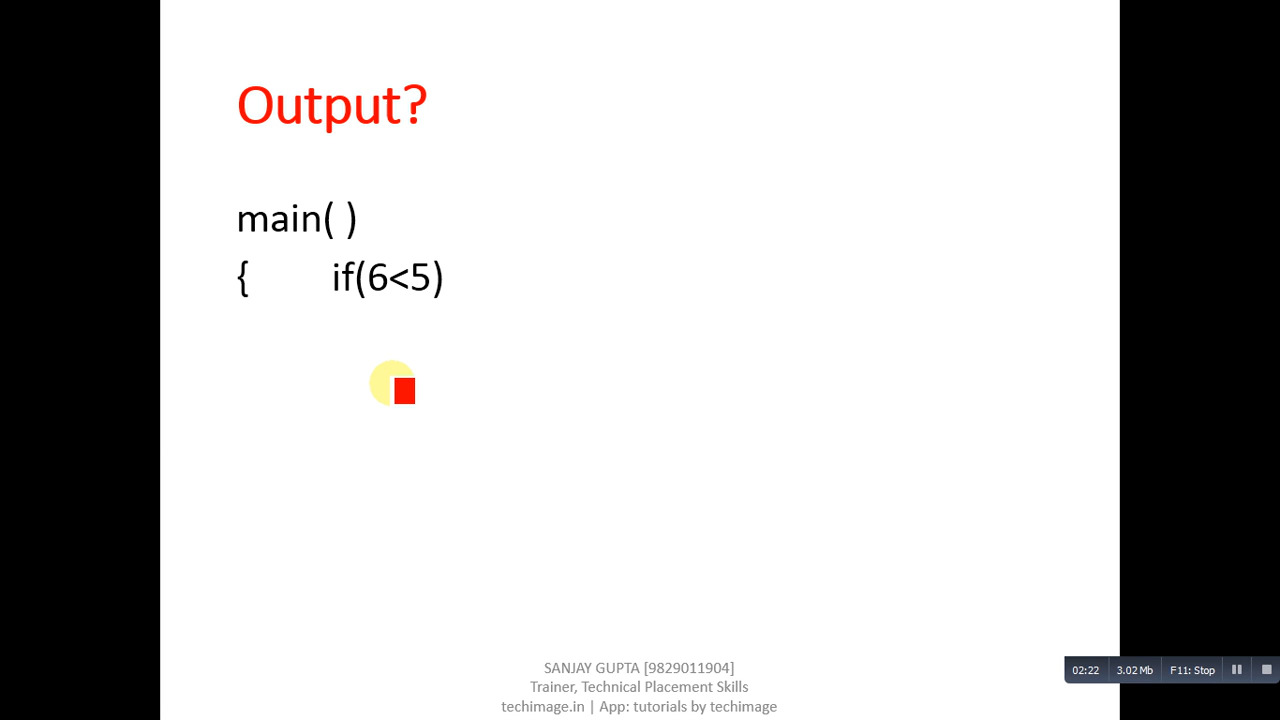 Output?
main( )
{ if(6<5)
SANJAY GUPTA [9829011904]
Trainer, Technical Placement Skills
techimage.in | App: tutorials by techimage
02:22 3.02 Mb F11: Stop